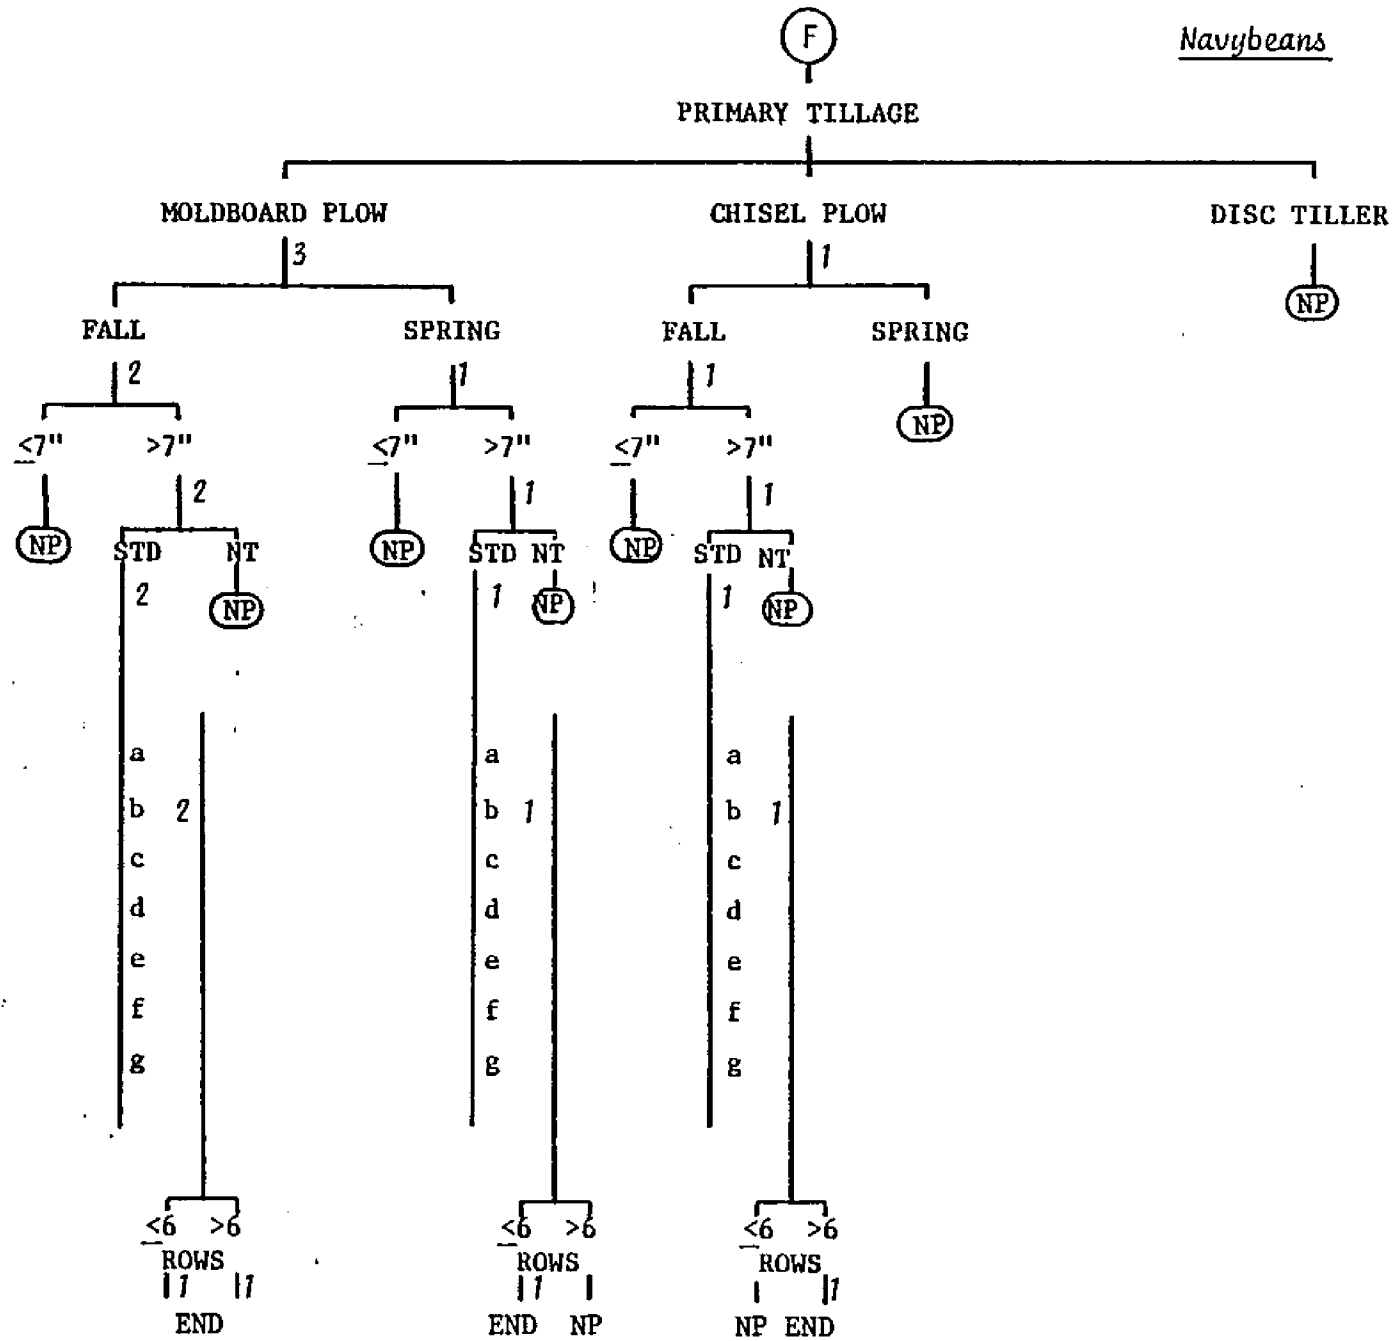 F
Navybeans
PRIMARY TILLAGE
MOLDBOARD PLOW CHISEL PLOW DISC TILLER
3 1
NP
FALL SPRING FALL SPRING
2 1 1
NP
≤7" >7" ≤7" >7" ≤7" >7"
2 1 1
NP NP NP
STD NT STD NT STD NT
2 NP 1 NP 1 NP
a a a
b 2 b 1 b 1
c c c
d d d
e e e
f f f
g g g
≤6 >6 ≤6 >6 ≤6 >6
ROWS ROWS ROWS
1 1 1 1
END END NP NP END